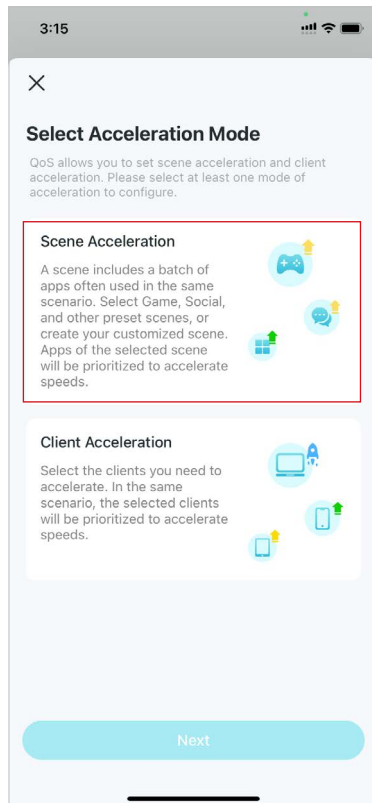 3:15
Select Acceleration Mode
QoS allows you to set scene acceleration and client
acceleration. Please select at least one mode of
acceleration to configure.
Scene Acceleration
A scene includes a batch of
apps often used in the same
scenario. Select Game, Social,
and other preset scenes, or
create your customized scene.
Apps of the selected scene
will be prioritized to accelerate
speeds.
Client Acceleration
Select the clients you need to
accelerate. In the same
scenario, the selected clients
will be prioritized to accelerate
speeds.
Next